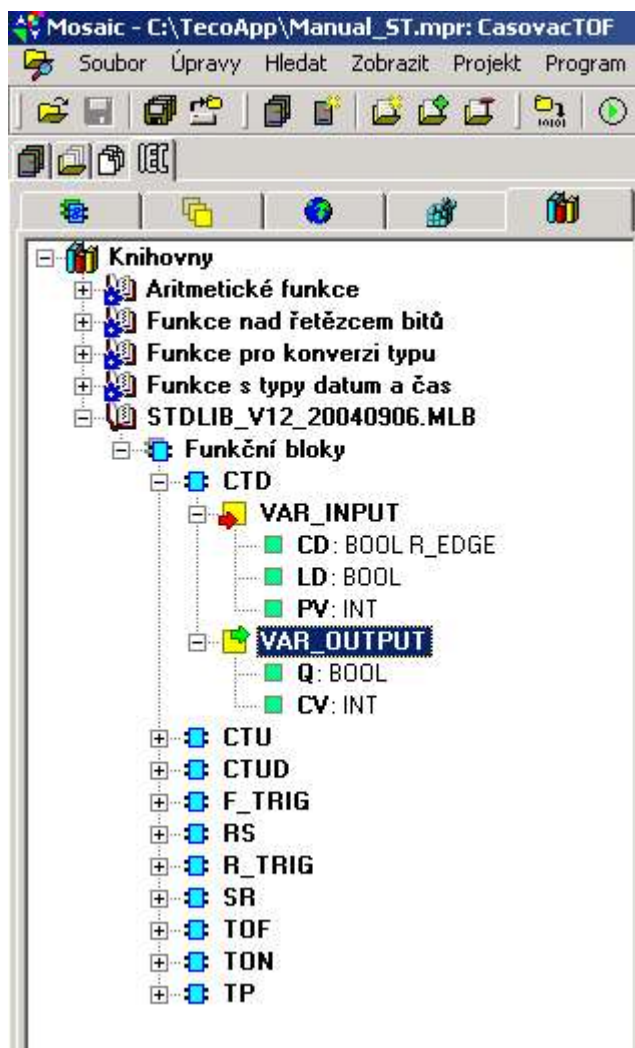 Mosaic - C:\TecoApp\Manual_ST.mpr: CasovacTOF
Soubor Úpravy Hledat Zobrazit Projekt Program
Knihovny
Aritmetické funkce
Funkce nad řetězcem bitů
Funkce pro konverzi typu
Funkce s typy datum a čas
STDLIB_V12_20040906.MLB
Funkční bloky
CTD
VAR_INPUT
CD: BOOL R_EDGE
LD: BOOL
PV: INT
VAR_OUTPUT
Q: BOOL
CV: INT
CTU
CTUD
F_TRIG
RS
R_TRIG
SR
TOF
TON
TP